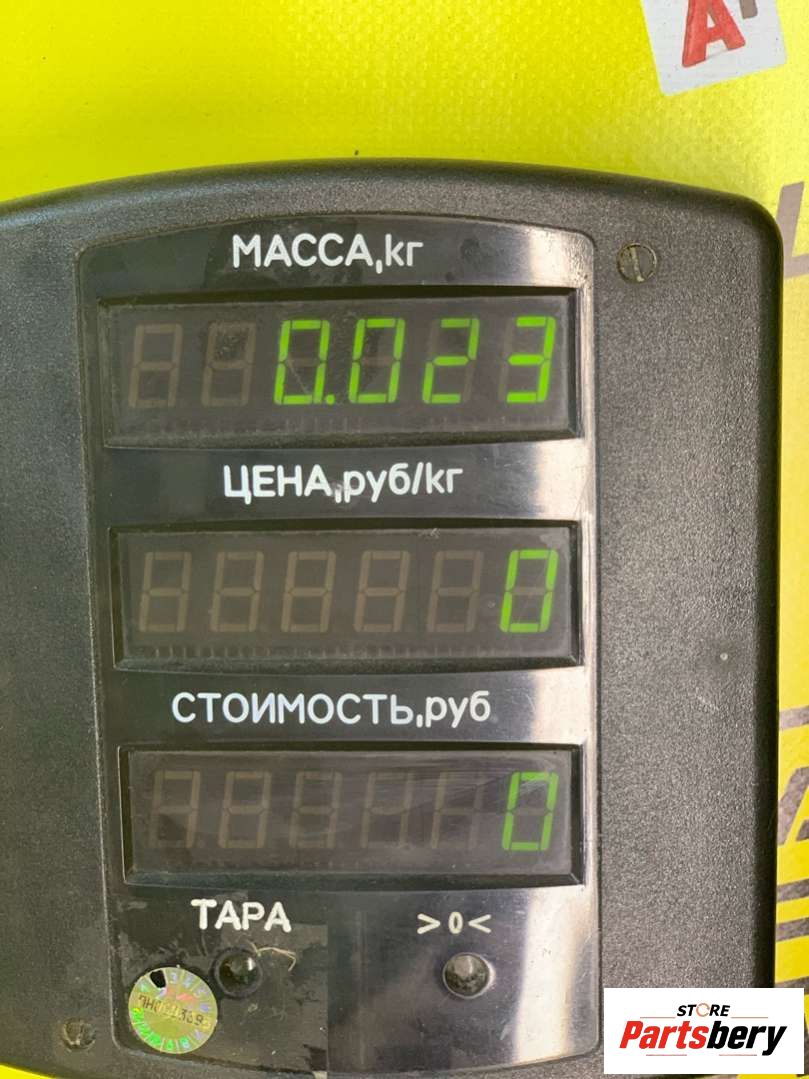 МАССА,кг
0.023
ЦЕНА,руб/кг
0
СТОИМОСТЬ,руб
0
ТАРА
>0<
STORE
Partsbery